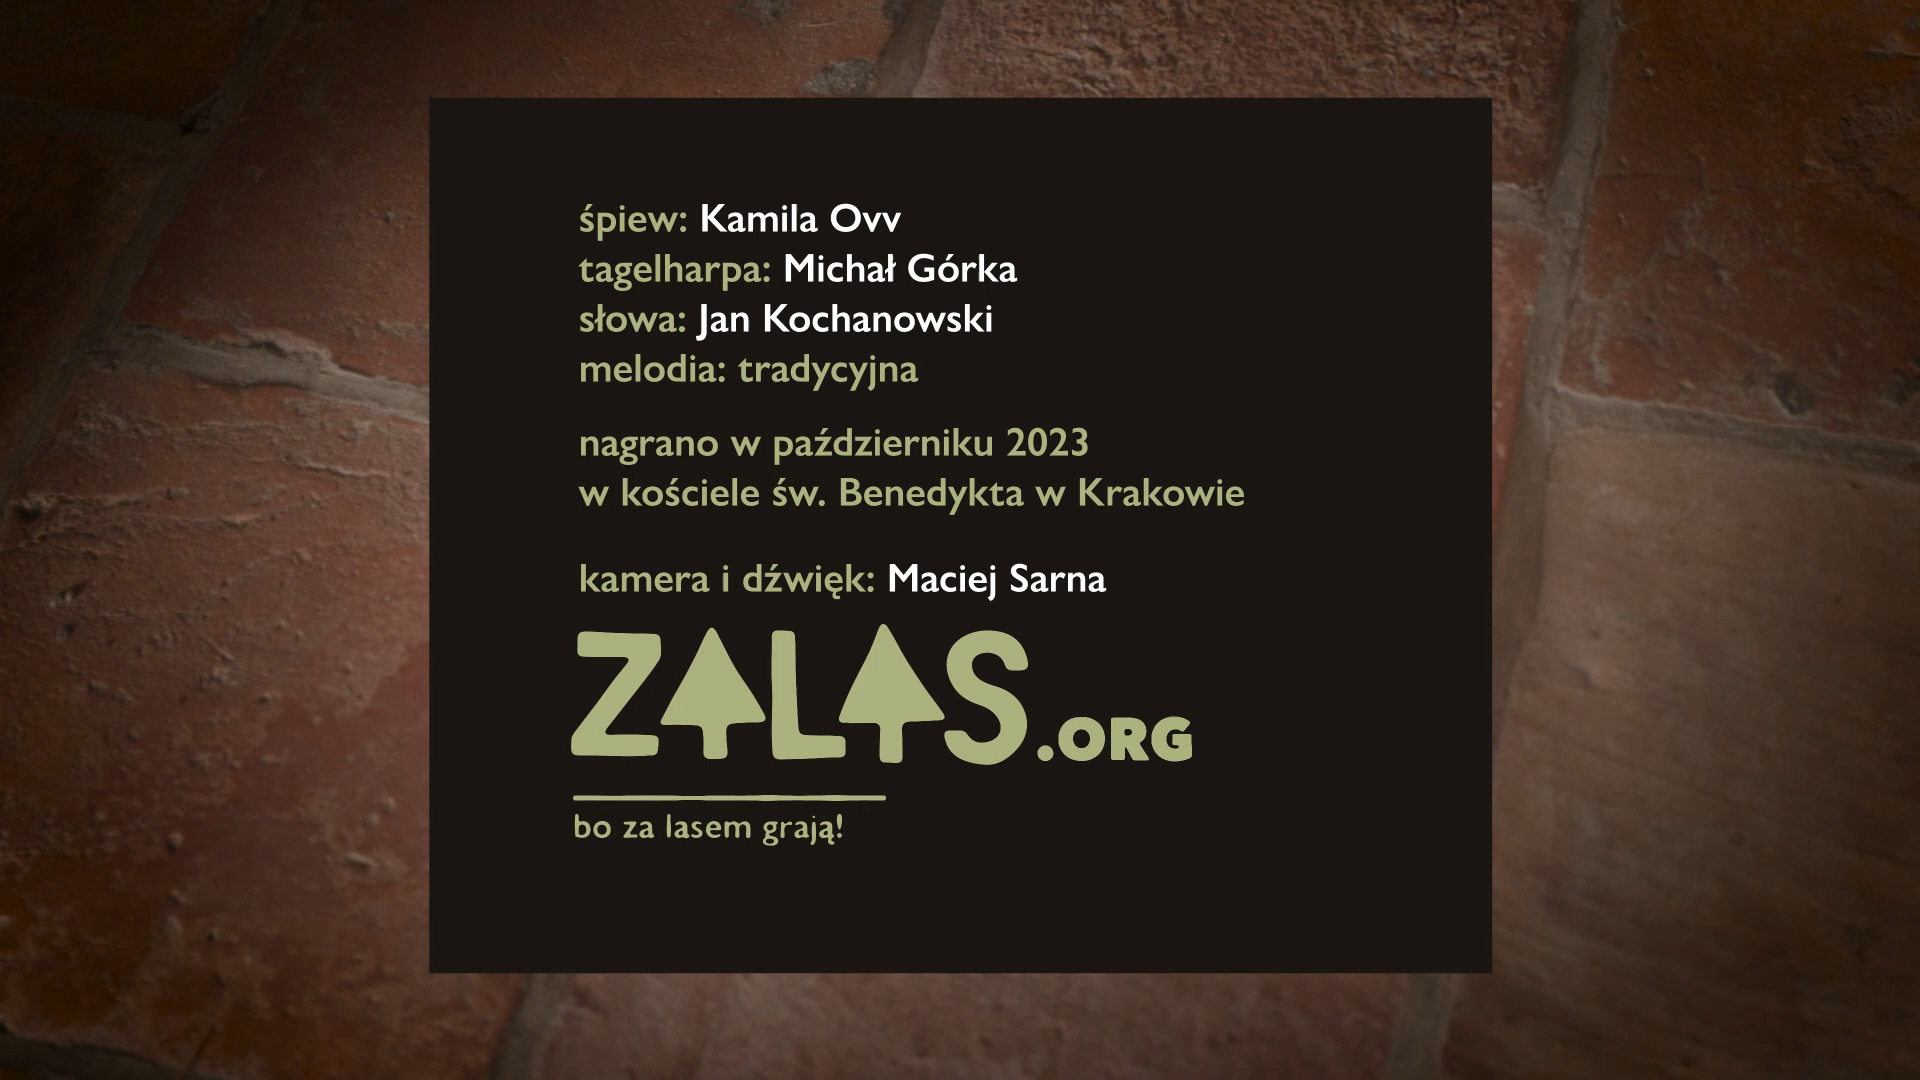 śpiew: Kamila Ovv
tagelharpa: Michał Górka
słowa: Jan Kochanowski
melodia: tradycyjna
nagrano w październiku 2023
w kościele św. Benedykta w Krakowie
kamera i dźwięk: Maciej Sarna
ZALAS.ORG
bo za lasem grają!